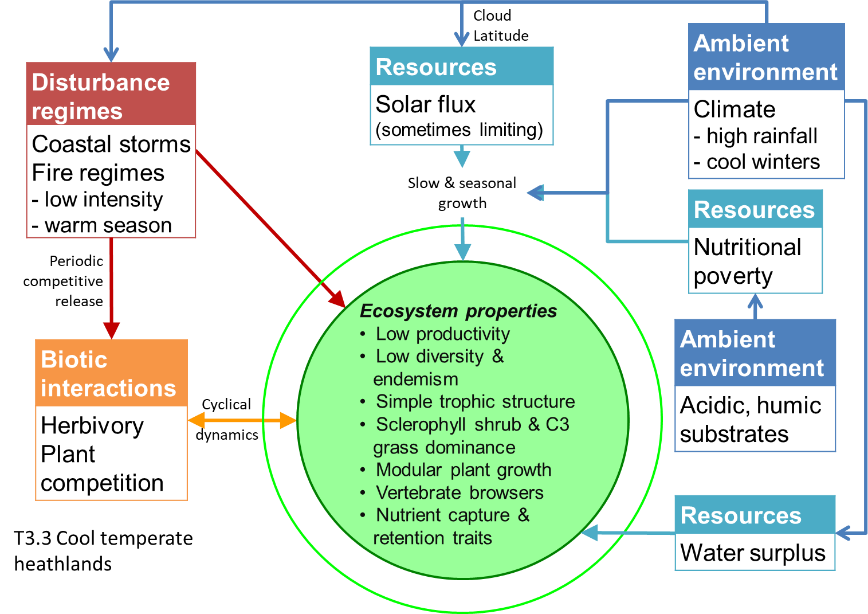 Cloud
Latitude
Disturbance
regimes
Coastal storms
Fire regimes
- low intensity
- warm season
Resources
Solar flux
(sometimes limiting)
Ambient
environment
Climate
- high rainfall
- cool winters
Slow & seasonal
growth
Resources
Nutritional
poverty
Periodic
competitive
release
Ecosystem properties
• Low productivity
• Low diversity &
endemism
• Simple trophic structure
• Sclerophyll shrub & C3
grass dominance
• Modular plant growth
• Vertebrate browsers
• Nutrient capture &
retention traits
Ambient
environment
Acidic, humic
substrates
Biotic
interactions
Herbivory
Plant
competition
Cyclical
dynamics
Resources
Water surplus
T3.3 Cool temperate
heathlands